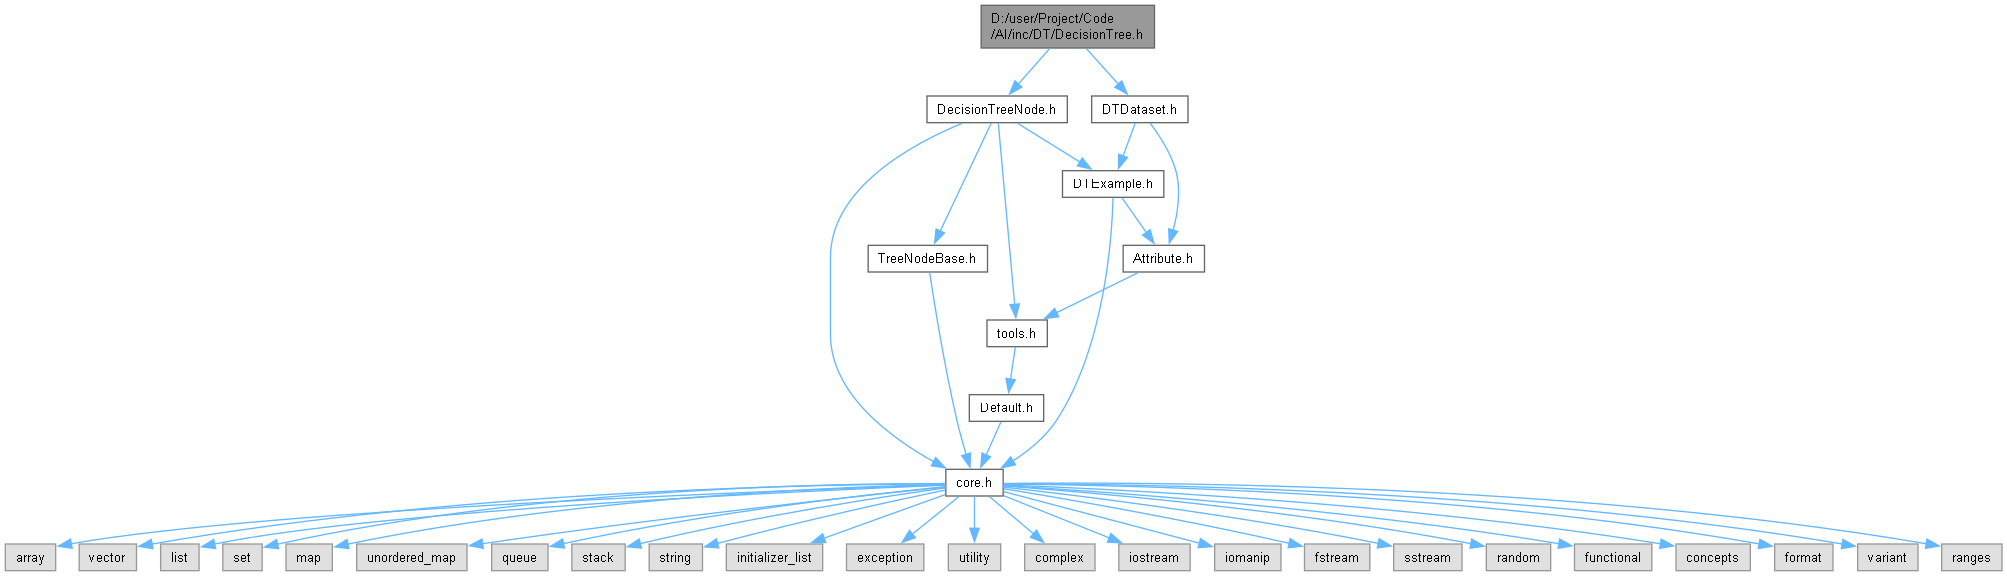 D:/user/Project/Code
/AI/inc/DT/DecisionTree.h
DecisionTreeNode.h
DTDataset.h
DTExample.h
TreeNodeBase.h
Attribute.h
tools.h
Default.h
core.h
array
vector
list
set
map
unordered_map
queue
stack
string
initializer_list
exception
utility
complex
iostream
iomanip
fstream
sstream
random
functional
concepts
format
variant
ranges